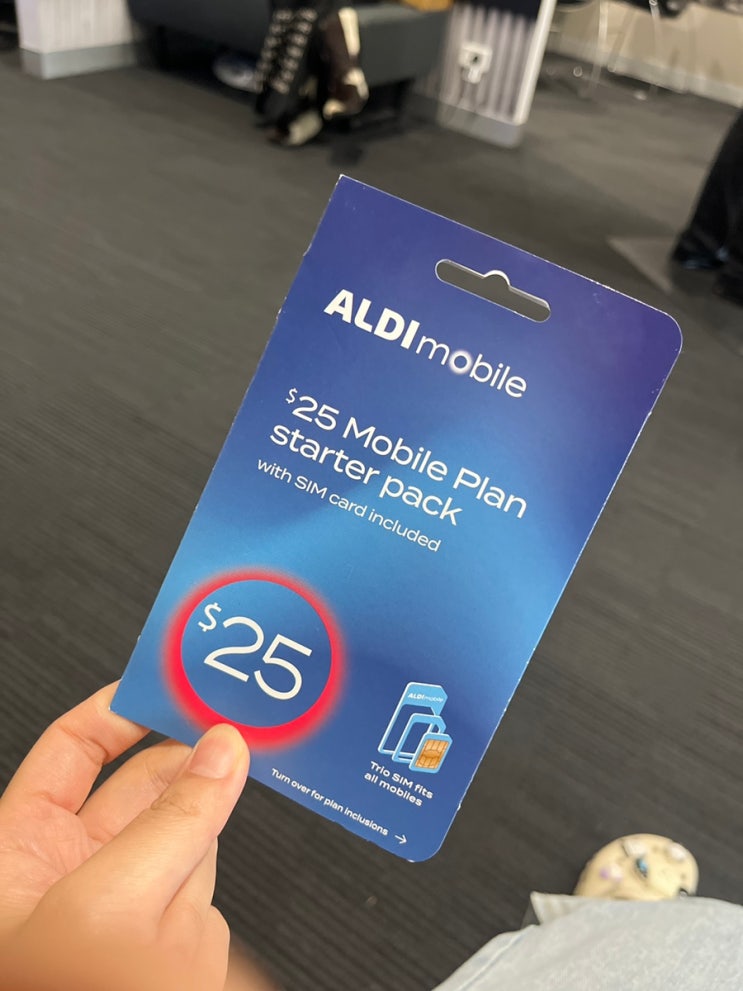 ALDImobile
$25 Mobile Plan
starter pack
with SIM card included
$25
ALDImobile
Trio SIM fits
all mobiles
Turn over for plan inclusions →